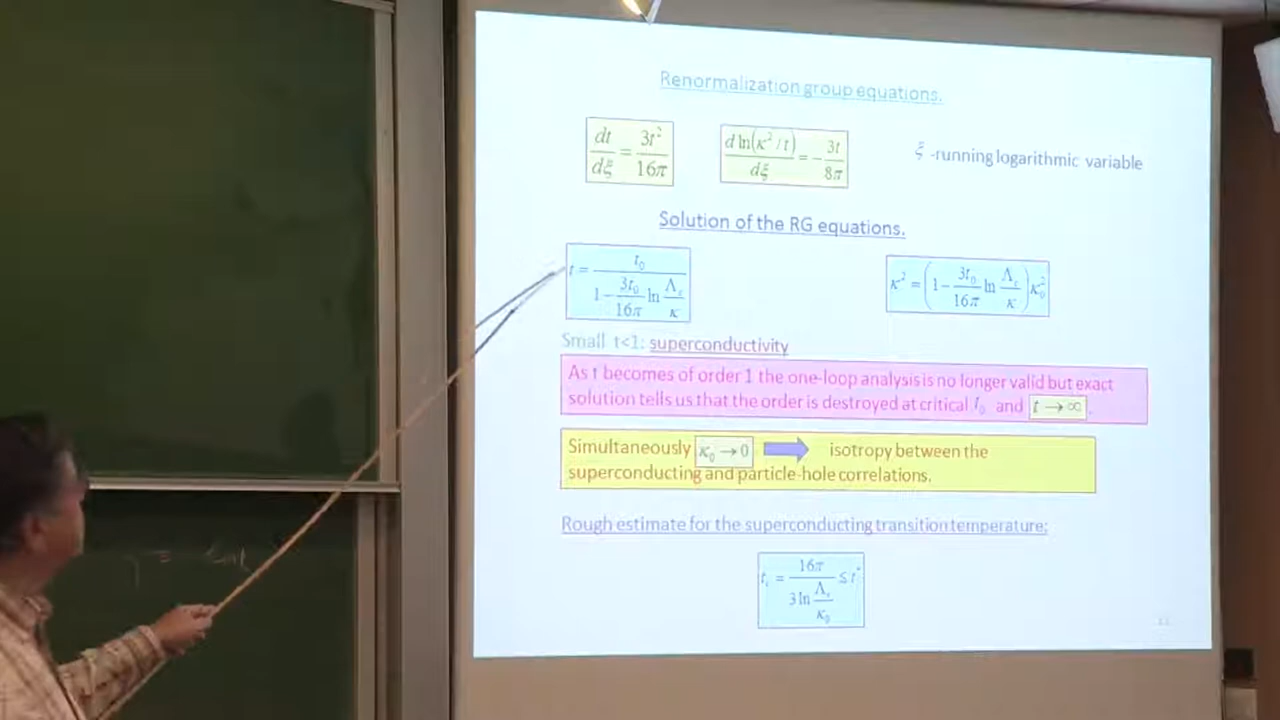 Renormalization group equations.
dt/dξ = 3t²/16π
d ln(κ²/t)/dξ = −3t/8π
ξ -running logarithmic variable
Solution of the RG equations.
t = t₀/(1 − (3t₀/16π) ln(Λ/κ))
κ² = (1 − (3t₀/16π) ln(Λ/κ))κ₀²
Small t<1: superconductivity
As t becomes of order 1 the one-loop analysis is no longer valid but exact
solution tells us that the order is destroyed at critical t₀ and t → ∞.
Simultaneously κ₀ → 0 isotropy between the
superconducting and particle-hole correlations.
Rough estimate for the superconducting transition temperature:
= 16π/(3 ln(Λ/κ₀)) ≤ t*